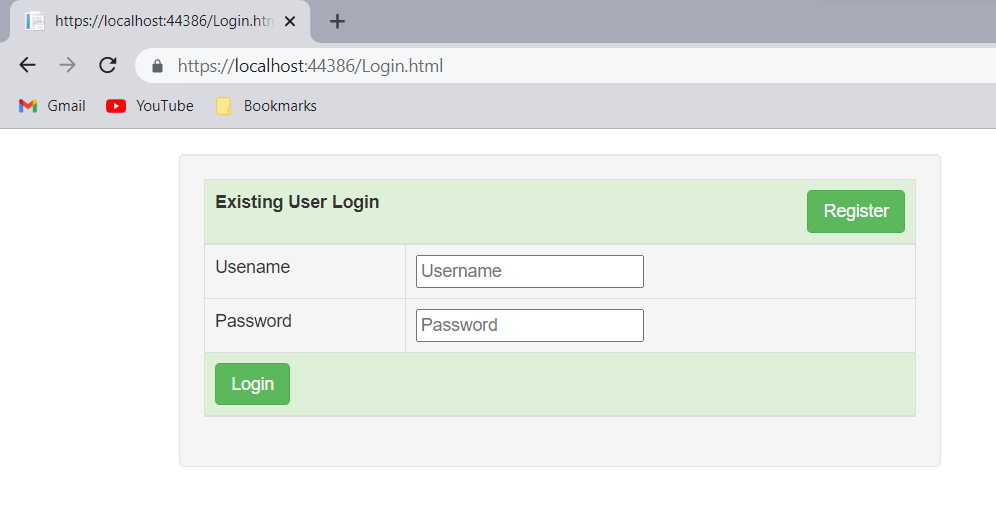 https://localhost:44386/Login.htm
https://localhost:44386/Login.html
Gmail YouTube Bookmarks
Existing User Login Register
Usename Username
Password Password
Login